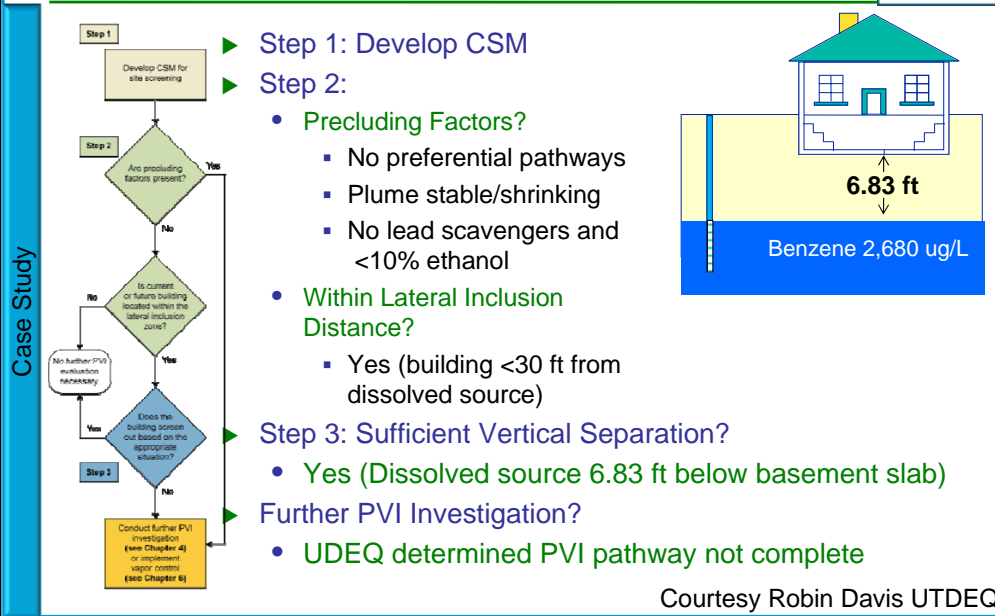 Case Study
Step 1
Develop CSM for
site screening
Step 2
Are precluding
factors present?
Yes
No
Is current
or future building
located within the
lateral inclusion
zone?
No
Yes
No further PVI
evaluation
necessary
Does the
building screen
out based on the
appropriate
situation?
Yes
Step 3
No
Conduct further PVI
investigation
(see Chapter 4)
or implement
vapor control
(see Chapter 6)
Step 1: Develop CSM
Step 2:
Precluding Factors?
No preferential pathways
Plume stable/shrinking
No lead scavengers and
<10% ethanol
Within Lateral Inclusion
Distance?
Yes (building <30 ft from
dissolved source)
Step 3: Sufficient Vertical Separation?
Yes (Dissolved source 6.83 ft below basement slab)
Further PVI Investigation?
UDEQ determined PVI pathway not complete
6.83 ft
Benzene 2,680 ug/L
Courtesy Robin Davis UTDEQ